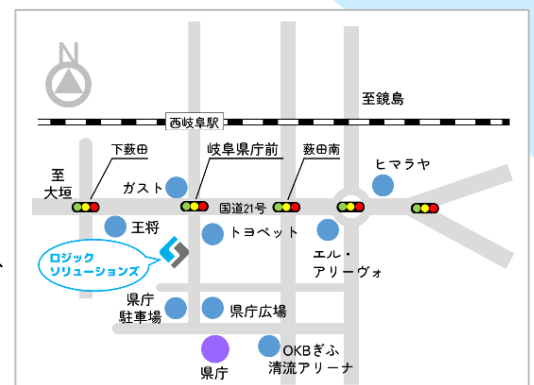 N
至鏡島
西岐阜駅
下薮田
岐阜県庁前
薮田南
ヒマラヤ
至
大垣
ガスト
国道21号
王将
トヨペット
エル・
アリーヴォ
ロジック
ソリューションズ
県庁
駐車場
県庁広場
県庁
OKBぎふ
清流アリーナ